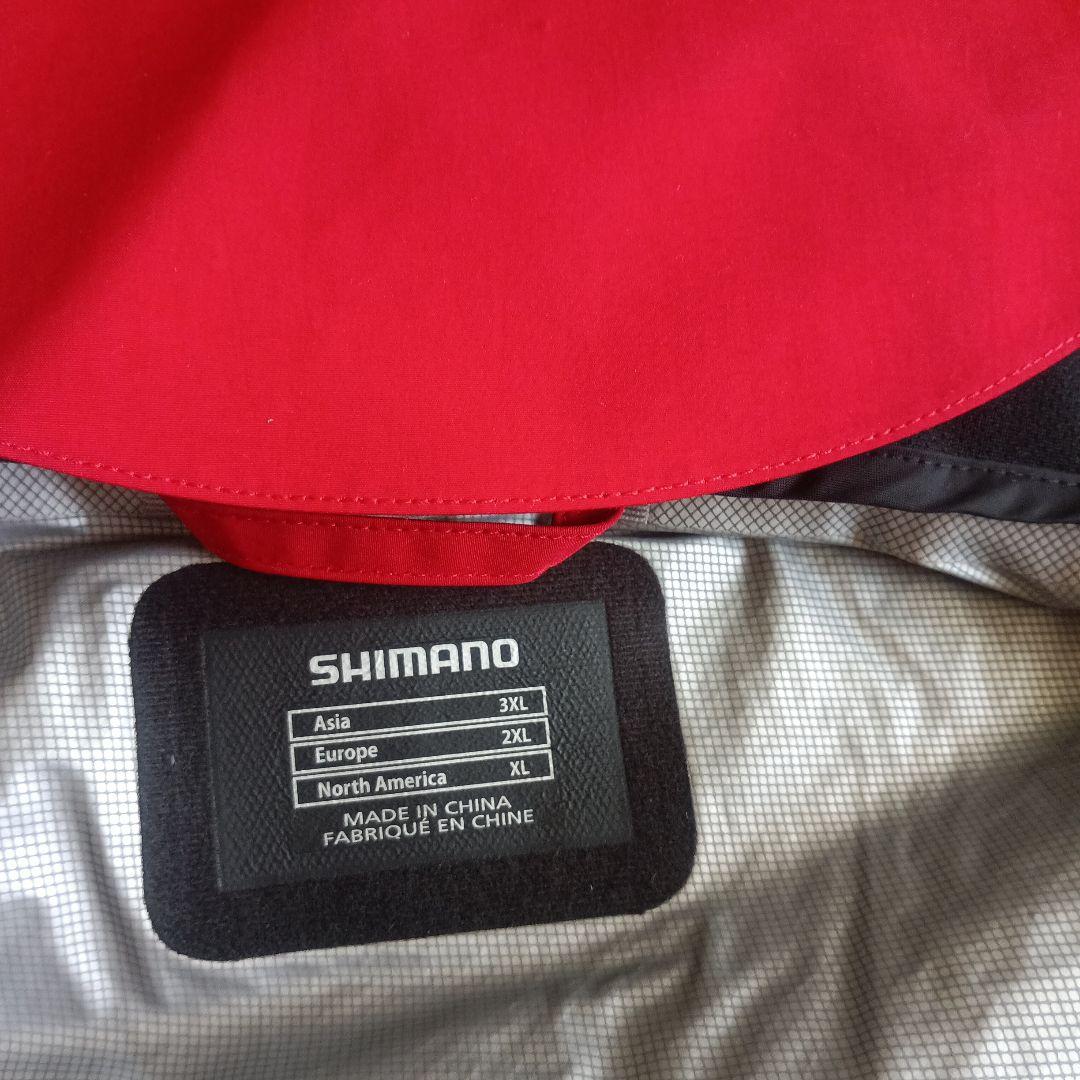 SHIMANO
Asia 3XL
Europe 2XL
North America XL
MADE IN CHINA
FABRIQUÉ EN CHINE